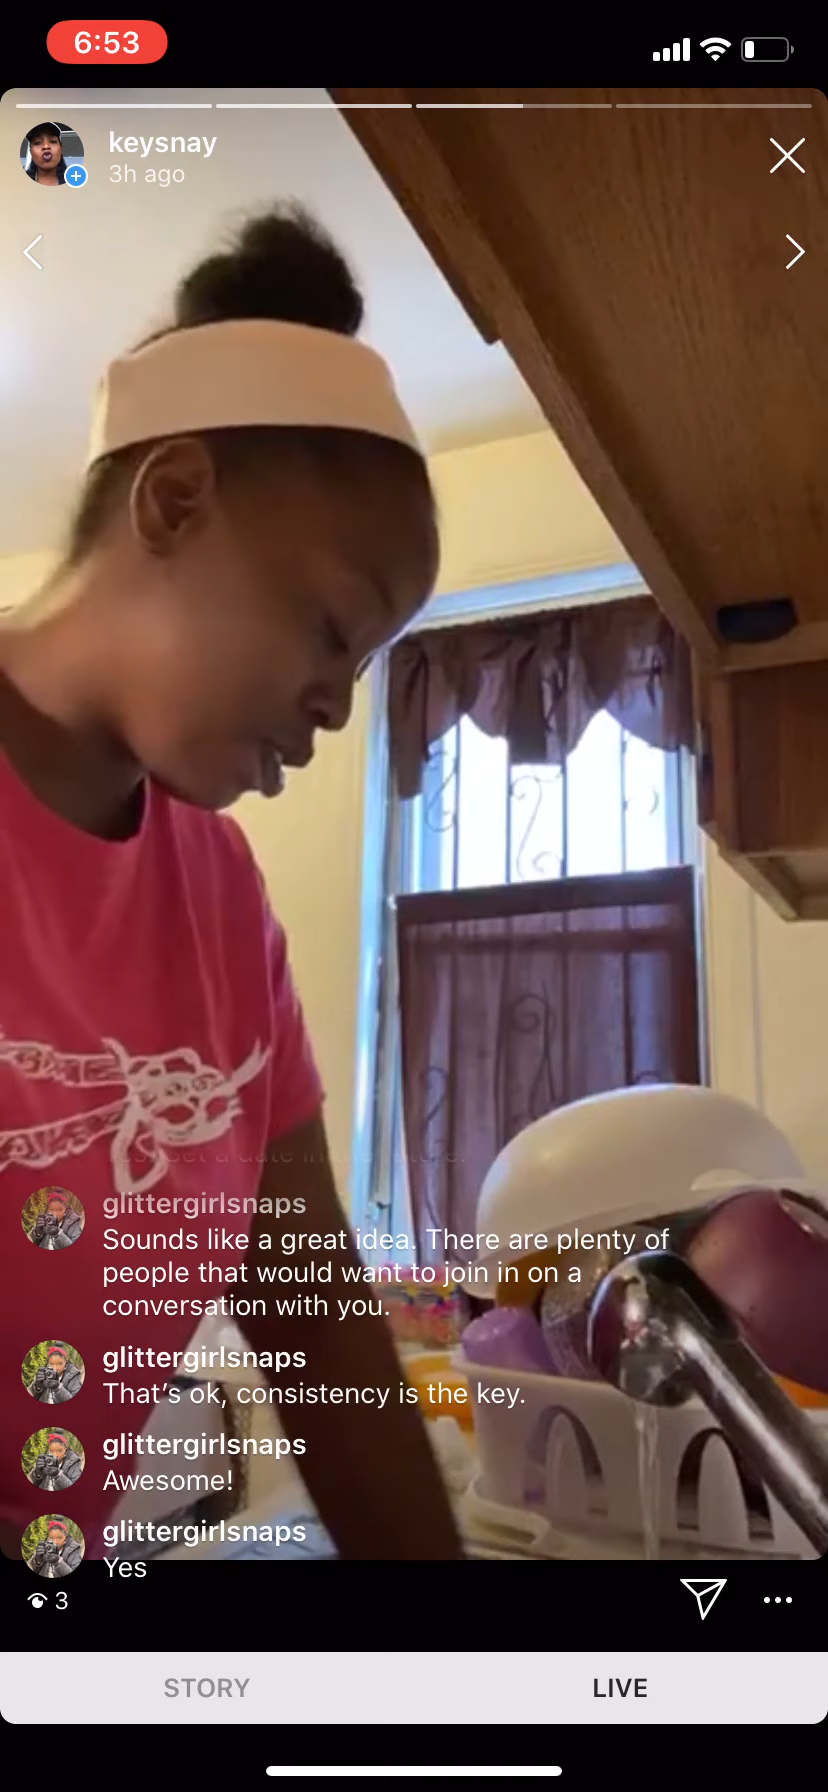 6:53
keysnay
3h ago
glittergirlsnaps
Sounds like a great idea. There are plenty of
people that would want to join in on a
conversation with you.
glittergirlsnaps
That's ok, consistency is the key.
glittergirlsnaps
Awesome!
glittergirlsnaps
Yes
3
STORY
LIVE